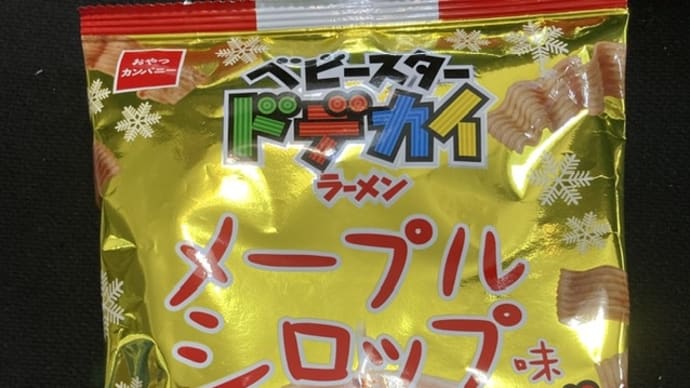 おやつ
カンパニー
ベビースター
ドデカイ
ラーメン
メープル
シロップ味